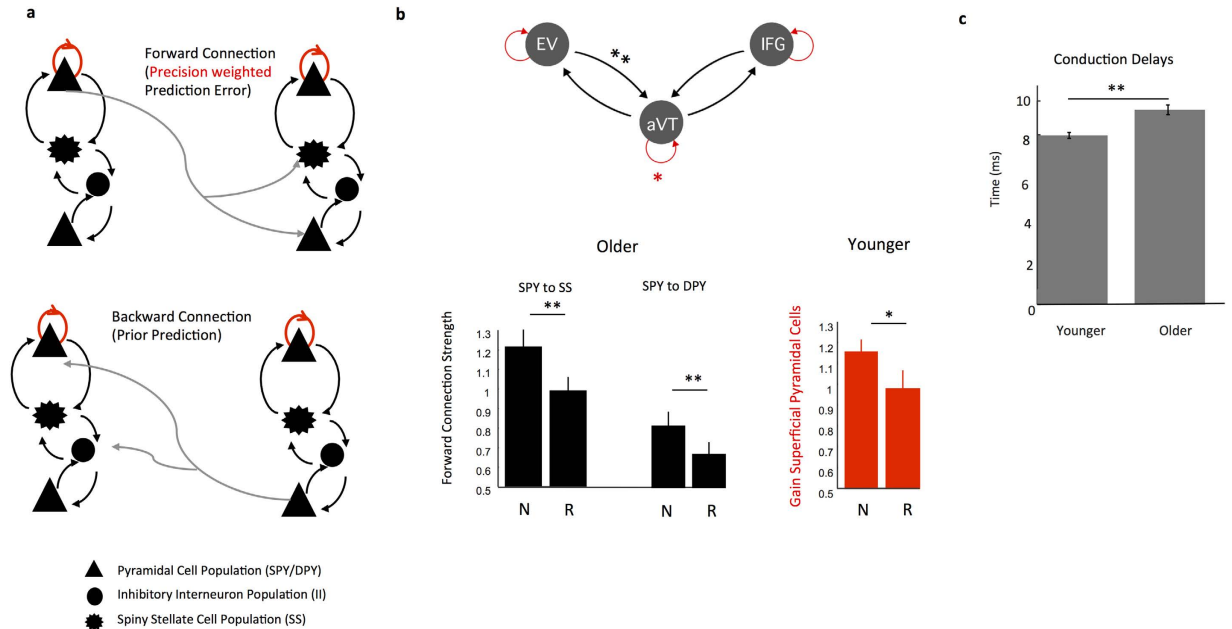 a
Forward Connection
(Precision weighted
Prediction Error)
Backward Connection
(Prior Prediction)
Pyramidal Cell Population (SPY/DPY)
Inhibitory Interneuron Population (II)
Spiny Stellate Cell Population (SS)
b
EV
**
IFG
aVT
*
Older
SPY to SS
SPY to DPY
**
**
Forward Connection Strength
1.3
1.2
1.1
1
0.9
0.8
0.7
0.6
0.5
N R N R
Younger
*
Gain Superficial Pyramidal Cells
1.3
1.2
1.1
1
0.9
0.8
0.7
0.6
0.5
N R
c
Conduction Delays
**
Time (ms)
10
8
6
4
2
0
Younger Older